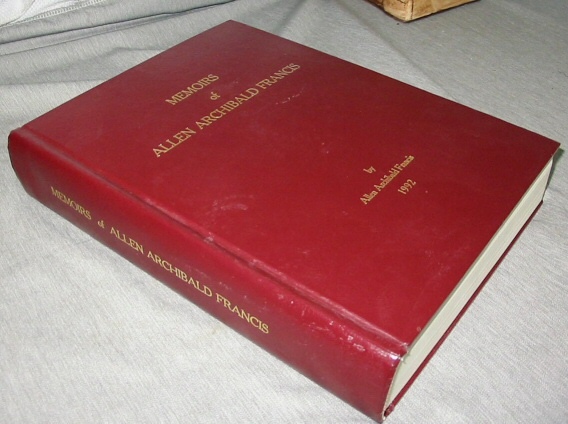 MEMOIRS
of
ALLEN ARCHIBALD FRANCIS
by
Allen Archibald Francis
1992
MEMOIRS of ALLEN ARCHIBALD FRANCIS